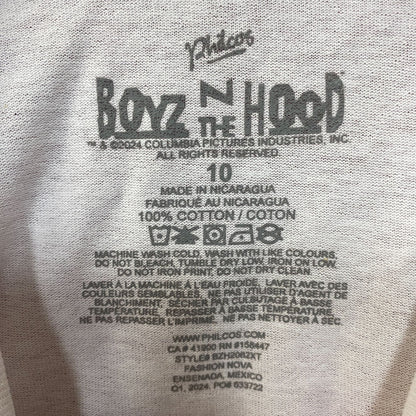 Philcos
BOYZ N THE HOOD™
™ & ©2024 COLUMBIA PICTURES INDUSTRIES, INC.
ALL RIGHTS RESERVED.
10
MADE IN NICARAGUA
FABRIQUÉ AU NICARAGUA
100% COTTON / COTON
MACHINE WASH COLD, WASH WITH LIKE COLOURS.
DO NOT BLEACH, TUMBLE DRY LOW, IRON ON LOW,
DO NOT IRON PRINT, DO NOT DRY CLEAN.
LAVER À LA MACHINE À L'EAU FROIDE. LAVER AVEC DES
COULEURS SEMBLABLES. NE PAS UTILISER D'AGENT DE
BLANCHIMENT. SÉCHER PAR CULBUTAGE À BASSE
TEMPÉRATURE, REPASSER À BASSE TEMPÉRATURE.
NE PAS REPASSER L'IMPRIMÉ. NE PAS NETTOYER À SEC.
WWW.PHILCOS.COM
CA# 41900 RN #158447
STYLE# BZH2082XT
FASHION NOVA
ENSENADA, MEXICO
Q1, 2024. PO# 633722